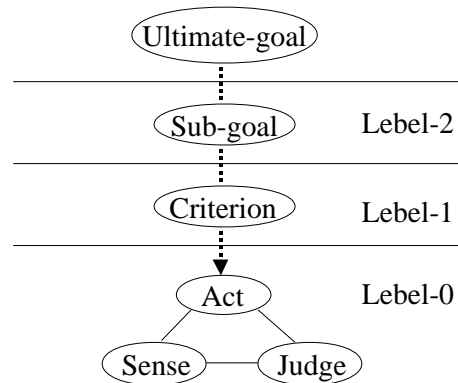 Ultimate-goal
Sub-goal Lebel-2
Criterion Lebel-1
Act Lebel-0
Sense Judge